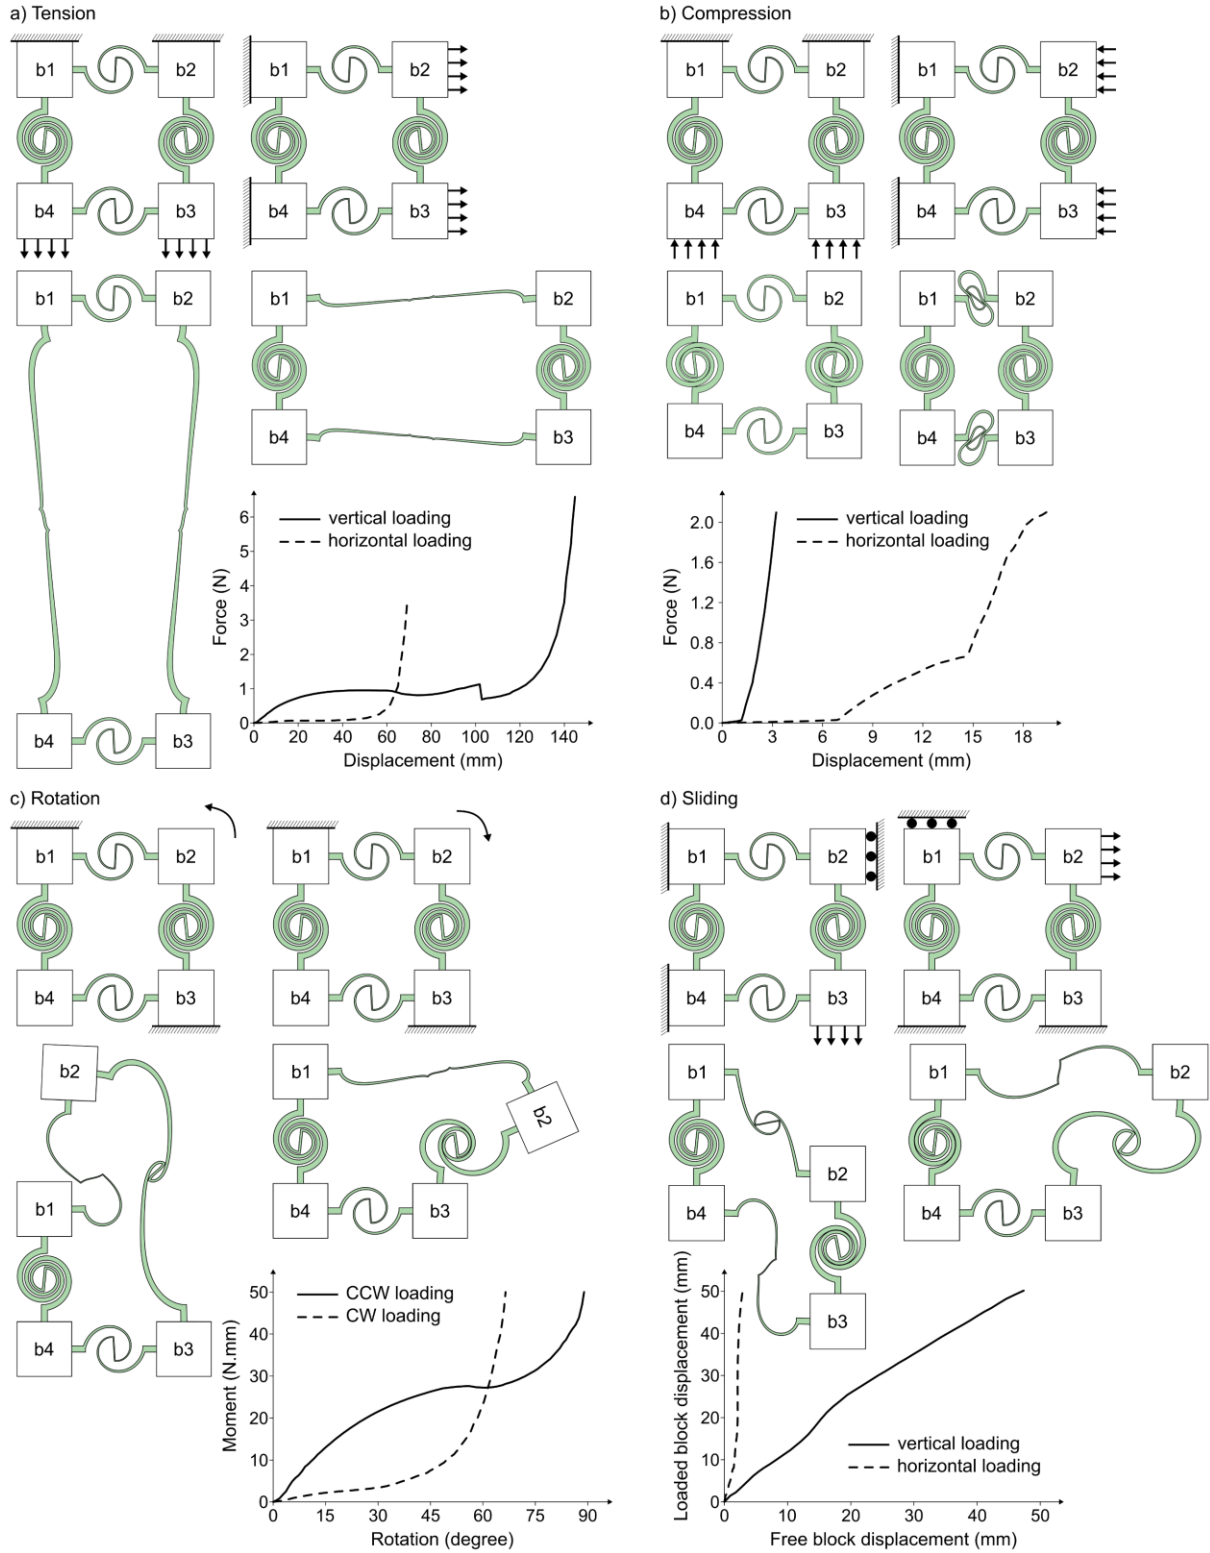 a) Tension
b1 b2 b1 b2
b4 b3 b4 b3
b1 b2 b1 b2
b4 b3
b4 b3
Force (N)
6
5
4
3
2
1
0
vertical loading
horizontal loading
0 20 40 60 80 100 120 140
Displacement (mm)
b) Compression
b1 b2 b1 b2
b4 b3 b4 b3
b1 b2 b1 b2
b4 b3 b4 b3
Force (N)
2.0
1.6
1.2
0.8
0.4
0.0
vertical loading
horizontal loading
0 3 6 9 12 15 18
Displacement (mm)
c) Rotation
b1 b2 b1 b2
b4 b3 b4 b3
b2 b1
b2
b1
b4 b3
b4 b3
Moment (N.mm)
50
40
30
20
10
0
CCW loading
CW loading
0 15 30 45 60 75 90
Rotation (degree)
d) Sliding
b1 b2 b1 b2
b4 b3 b4 b3
b1 b1 b2
b2
b4 b4 b3
b3
Loaded block displacement (mm)
50
40
30
20
10
0
vertical loading
horizontal loading
0 10 20 30 40 50
Free block displacement (mm)